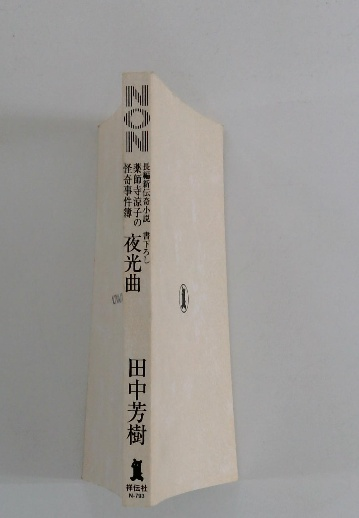 NON
長編新伝奇小説 書下ろし
薬師寺涼子の
怪奇事件簿
夜光曲
田中芳樹
祥伝社
N-793